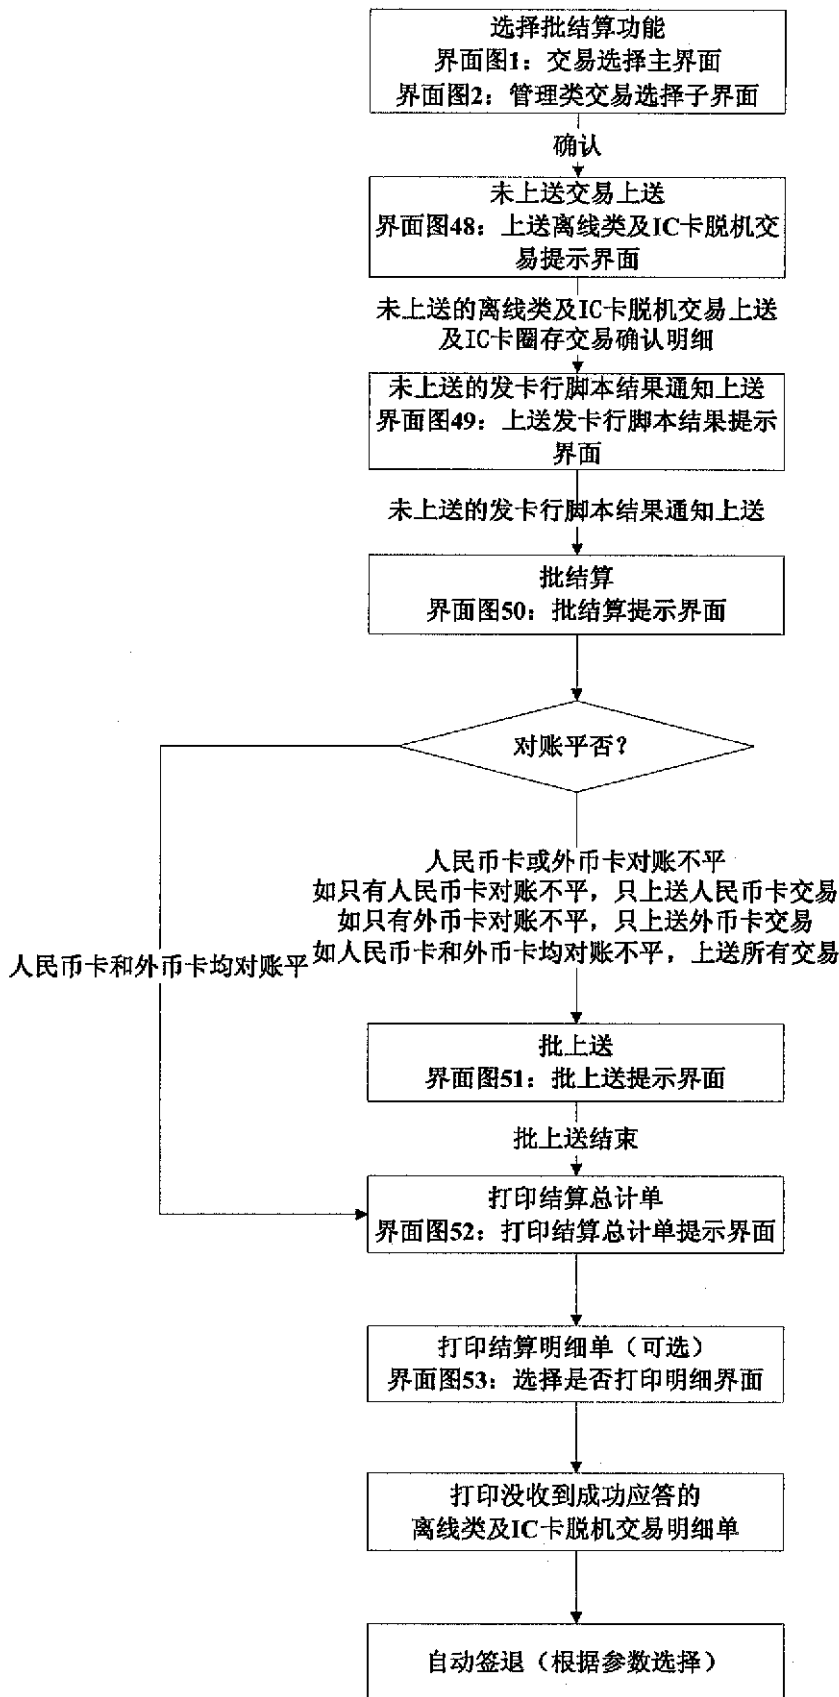 选择批结算功能
界面图1：交易选择主界面
界面图2：管理类交易选择子界面
确认
未上送交易上送
界面图48：上送离线类及IC卡脱机交
易提示界面
未上送的离线类及IC卡脱机交易上送
及IC卡圈存交易确认明细
未上送的发卡行脚本结果通知上送
界面图49：上送发卡行脚本结果提示
界面
未上送的发卡行脚本结果通知上送
批结算
界面图50：批结算提示界面
对账平否？
人民币卡或外币卡对账不平
如只有人民币卡对账不平，只上送人民币卡交易
如只有外币卡对账不平，只上送外币卡交易
如人民币卡和外币卡均对账不平，上送所有交易
人民币卡和外币卡均对账平
批上送
界面图51：批上送提示界面
批上送结束
打印结算总计单
界面图52：打印结算总计单提示界面
打印结算明细单（可选）
界面图53：选择是否打印明细界面
打印没收到成功应答的
离线类及IC卡脱机交易明细单
自动签退（根据参数选择）